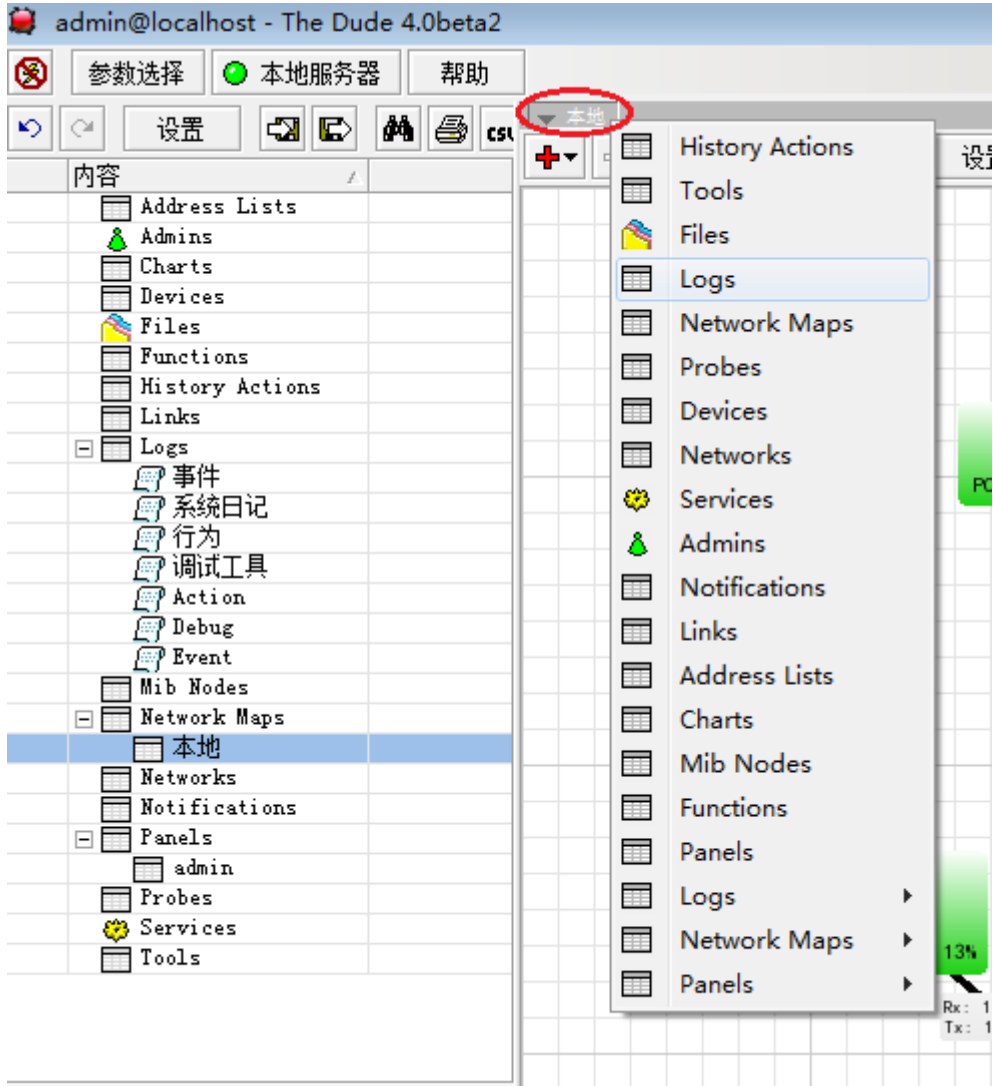 admin@localhost - The Dude 4.0beta2
参数选择 本地服务器 帮助
设置
本地
内容
Address Lists
Admins
Charts
Devices
Files
Functions
History Actions
Links
Logs
事件
系统日记
行为
调试工具
Action
Debug
Event
Mib Nodes
Network Maps
本地
Networks
Notifications
Panels
admin
Probes
Services
Tools
History Actions
Tools
Files
Logs
Network Maps
Probes
Devices
Networks
Services
Admins
Notifications
Links
Address Lists
Charts
Mib Nodes
Functions
Panels
Logs
Network Maps
Panels
13%
Rx: 1
Tx: 1